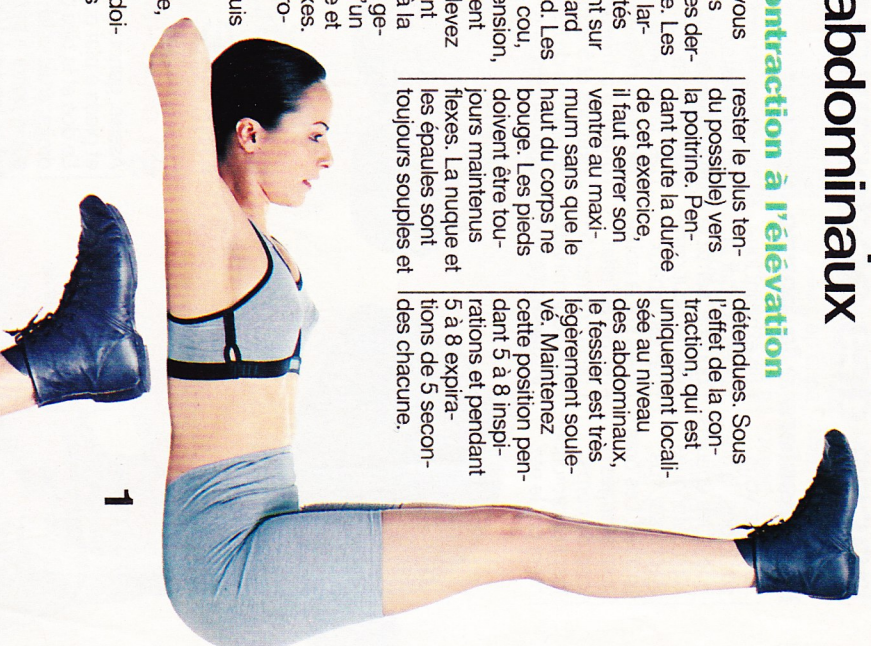 abdominaux
ontraction à l'élévation
vous
s
es der-
e. Les
lar-
tés
nt sur
ard
d. Les
cou,
ension,
ent
levez
nt
à la
ge-
'un
e et
xes.
ro-
uis
e,
doi-
s
rester le plus ten-
du possible) vers
la poitrine. Pen-
dant toute la durée
de cet exercice,
il faut serrer son
ventre au maxi-
mum sans que le
haut du corps ne
bouge. Les pieds
doivent être tou-
jours maintenus
flexes. La nuque et
les épaules sont
toujours souples et
détendues. Sous
l'effet de la con-
traction, qui est
uniquement locali-
sée au niveau
des abdominaux,
le fessier est très
légèrement soule-
vé. Maintenez
cette position pen-
dant 5 à 8 inspi-
rations et pendant
5 à 8 expira-
tions de 5 secon-
des chacune.
1